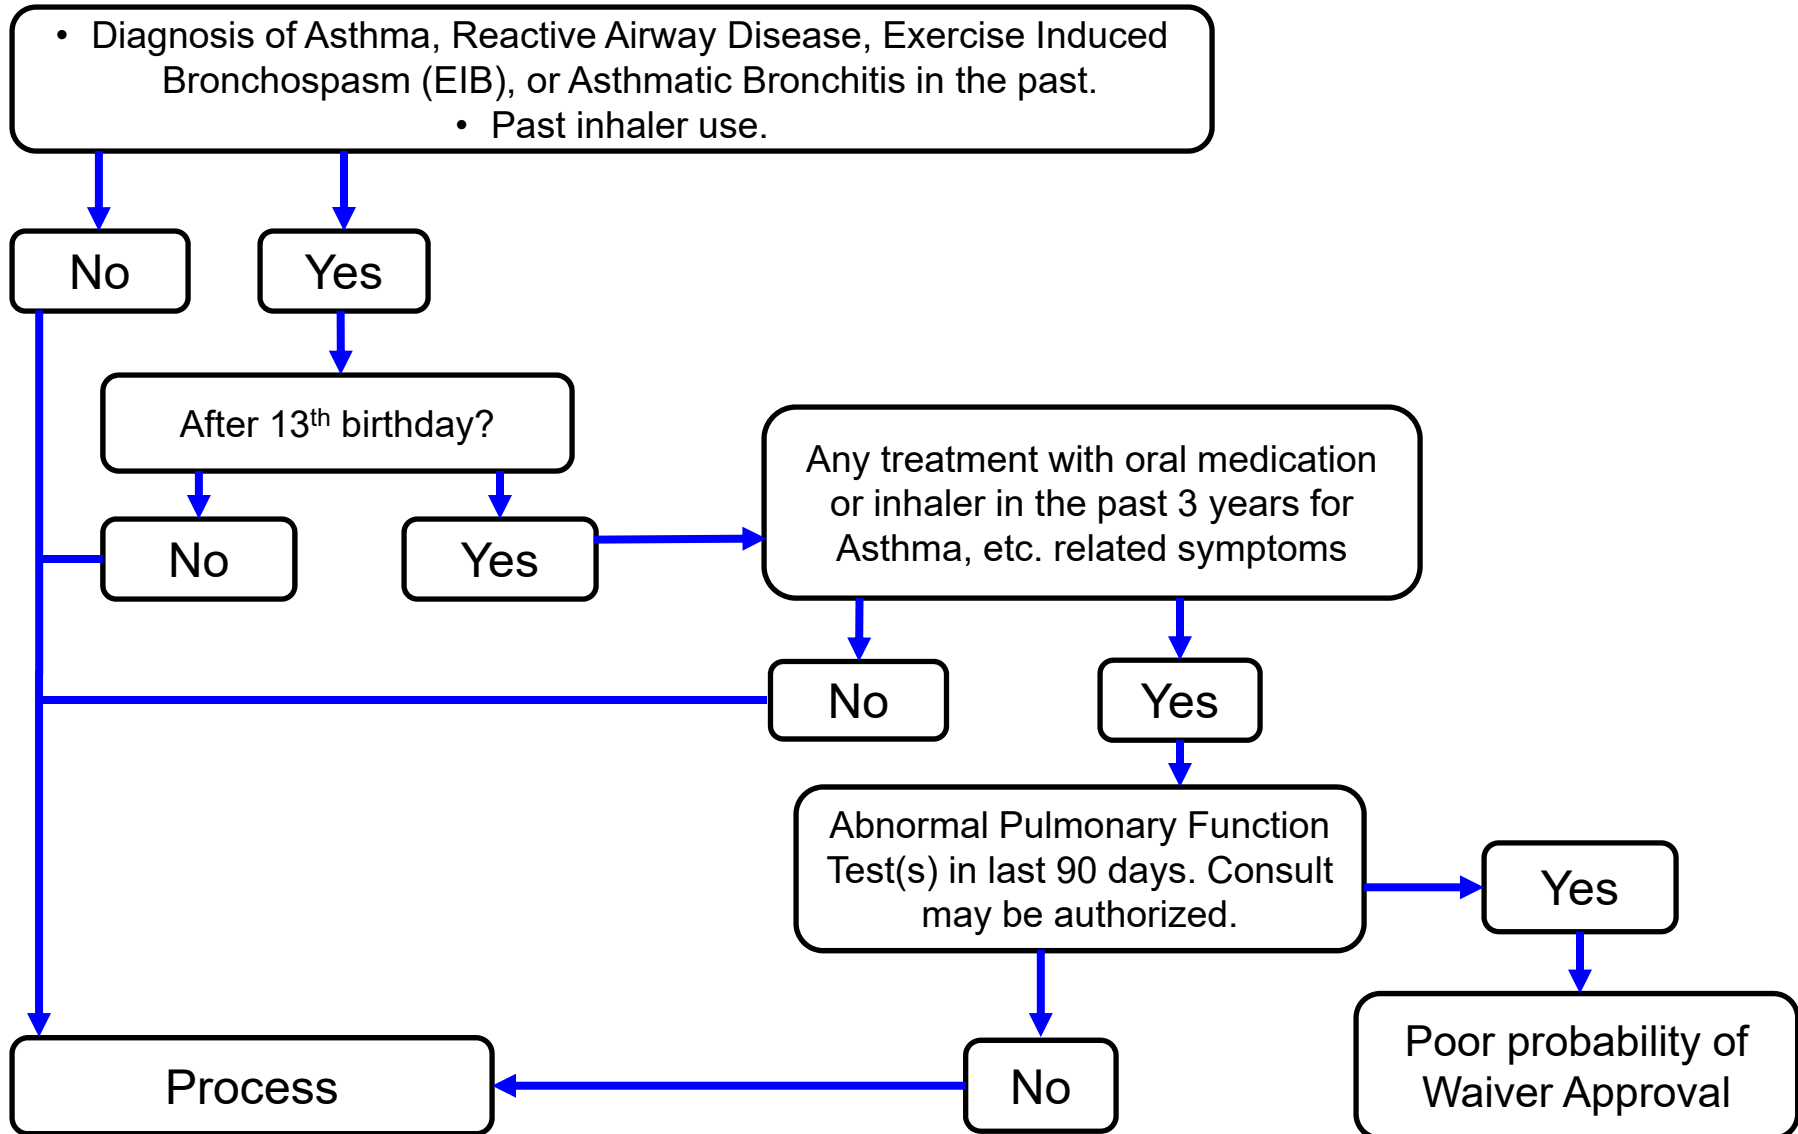 • Diagnosis of Asthma, Reactive Airway Disease, Exercise Induced
Bronchospasm (EIB), or Asthmatic Bronchitis in the past.
• Past inhaler use.
No
Yes
After 13th birthday?
Any treatment with oral medication
or inhaler in the past 3 years for
Asthma, etc. related symptoms
No
Yes
No
Yes
Abnormal Pulmonary Function
Test(s) in last 90 days. Consult
may be authorized.
Yes
Poor probability of
Waiver Approval
Process
No